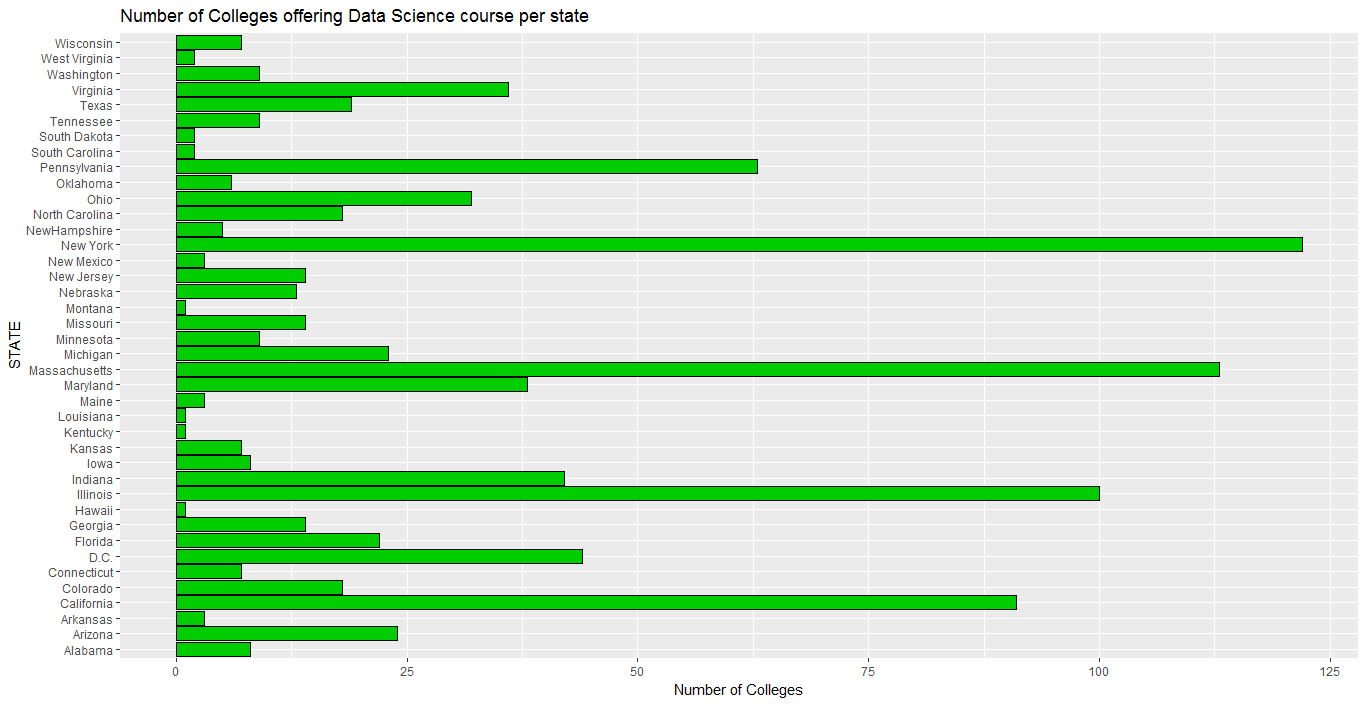 Number of Colleges offering Data Science course per state
STATE
Wisconsin
West Virginia
Washington
Virginia
Texas
Tennessee
South Dakota
South Carolina
Pennsylvania
Oklahoma
Ohio
North Carolina
NewHampshire
New York
New Mexico
New Jersey
Nebraska
Montana
Missouri
Minnesota
Michigan
Massachusetts
Maryland
Maine
Louisiana
Kentucky
Kansas
Iowa
Indiana
Illinois
Hawaii
Georgia
Florida
D.C.
Connecticut
Colorado
California
Arkansas
Arizona
Alabama
0 25 50 75 100 125
Number of Colleges